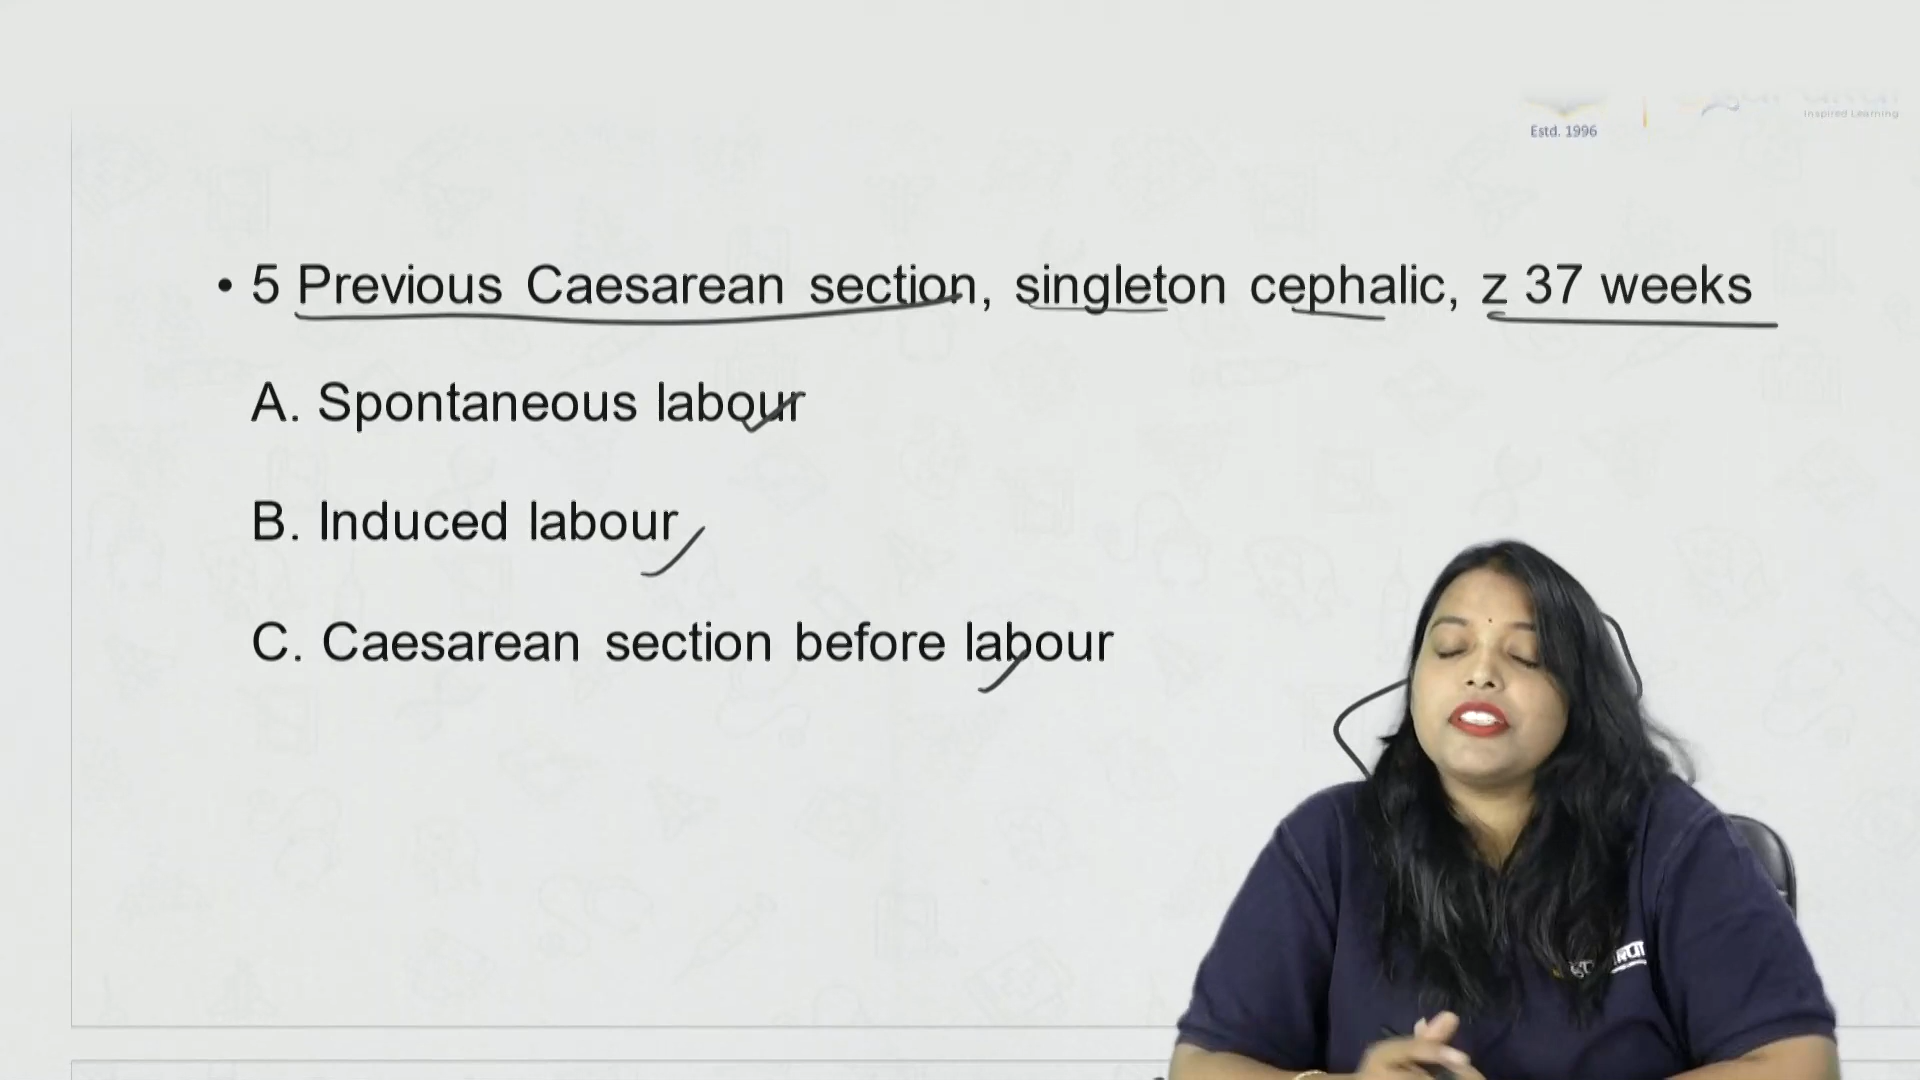 Inspired Learning
Estd. 1996
• 5 Previous Caesarean section, singleton cephalic, z 37 weeks
A. Spontaneous labour
B. Induced labour
C. Caesarean section before labour